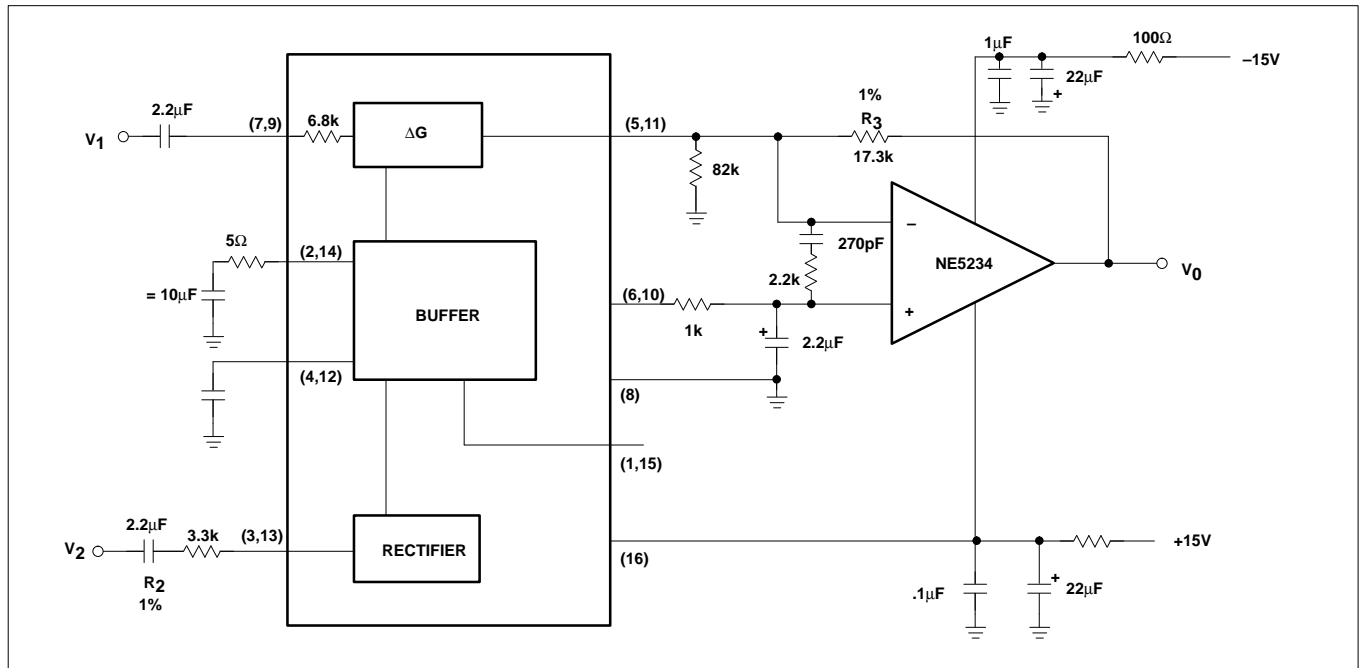 1µF
100Ω
22µF
+
–15V
2.2µF
V1
(7,9)
6.8k
ΔG
(5,11)
1%
R3
17.3k
82k
5Ω
(2,14)
= 10µF
BUFFER
(4,12)
270pF
2.2k
–
NE5234
+
V0
(6,10)
1k
+
2.2µF
(8)
(1,15)
2.2µF
3.3k
(3,13)
V2
R2
1%
RECTIFIER
(16)
+15V
.1µF
+
22µF